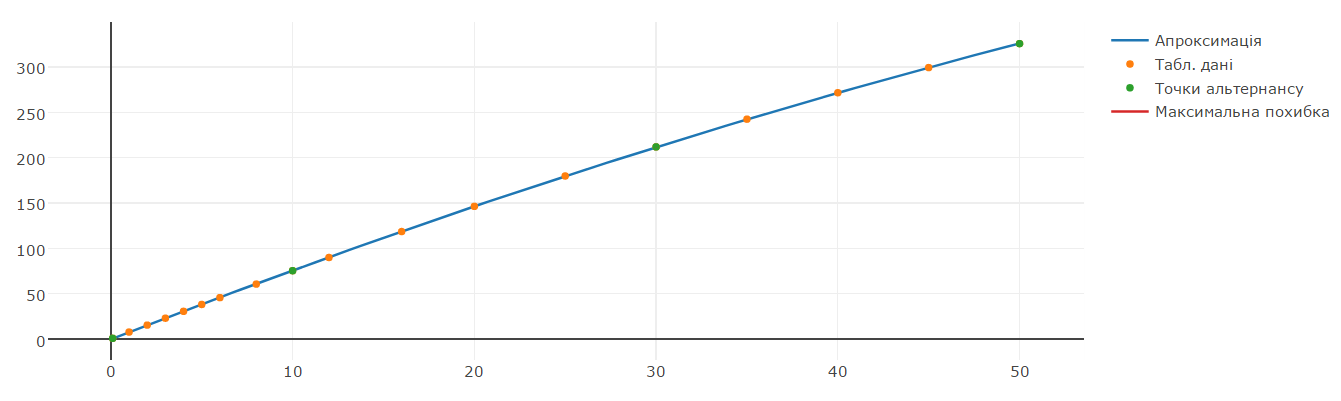 300
250
200
150
100
50
0
0 10 20 30 40 50
Апроксимація
Табл. дані
Точки альтернансу
Максимальна похибка